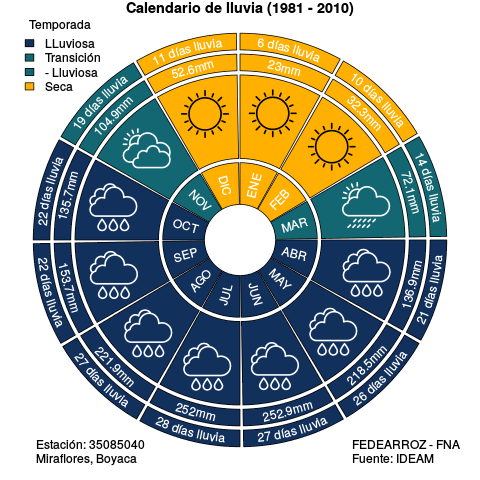 Calendario de lluvia (1981 - 2010)
Temporada
LLuviosa
Transición
- Lluviosa
Seca
6 días lluvia
23mm
ENE
10 días lluvia
32.3mm
FEB
14 días lluvia
72.1mm
MAR
21 días lluvia
136.9mm
ABR
26 días lluvia
218.5mm
MAY
27 días lluvia
252.9mm
JUN
28 días lluvia
252mm
JUL
27 días lluvia
221.9mm
AGO
22 días lluvia
153.7mm
SEP
22 días lluvia
135.7mm
OCT
19 días lluvia
104.9mm
NOV
11 días lluvia
52.6mm
DIC
Estación: 35085040
Miraflores, Boyaca
FEDEARROZ - FNA
Fuente: IDEAM